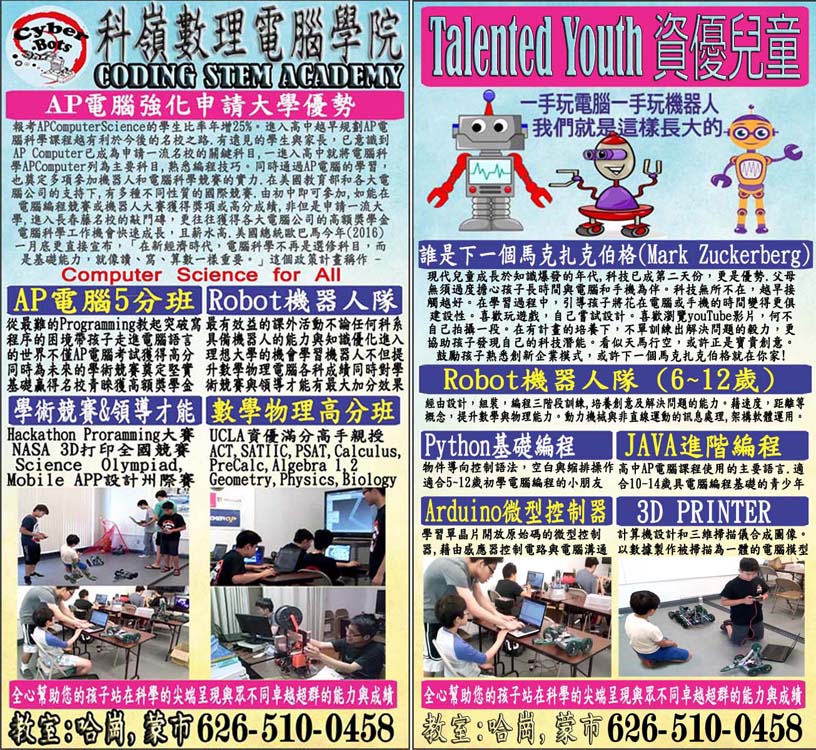 Cyber
Bots
科嶺數理電腦學院
CODING STEM ACADEMY
AP電腦強化申請大學優勢
報考APComputerScience的學生比率年增25%。進入高中越早規劃AP電
腦科學課程越有利於今後的名校之路.有遠見的學生與家長,已意識到
AP Computer已成為申請一流名校的關鍵科目,一進入高中就將電腦科
學APComputer列為主要科目,熟悉編程技巧。同時通過AP電腦的學習,
也奠定多項參加機器人和電腦科學競賽的實力.在美國教育部和各大電
腦公司的支持下,有多種不同性質的國際競賽.由初中即可參加.如能在
電腦編程競賽或機器人大賽獲得獎項或高分成績,非但是申請一流大
學,進入長春藤名校的敲門磚,更往往獲得各大電腦公司的高額獎學金
電腦科學工作機會快速成長,且薪水高.美國總統歐巴馬今年(2016)
一月底更直接宣布,「在新經濟時代,電腦科學不再是選修科目,而
是基礎能力,就像讀、寫、算數一樣重要。」這個政策計畫稱作 -
Computer Science for All
AP電腦5分班
從最難的Programming教起突破寫
程序的困境帶孩子走進電腦語言
的世界不僅AP電腦考試獲得高分
同時為未來的學術競賽奠定堅實
基礎贏得名校青睞獲高額獎學金
Robot機器人隊
最有效益的課外活動不論任何科系
具備機器人的能力與知識優化進入
理想大學的機會學習機器人不但提
升數學物理電腦各科成績同時對學
術競賽與領導才能有最大加分效果
學術競賽&領導才能
Hackathon Proramming大賽
NASA 3D打印全國競賽
Science Olympiad,
Mobile APP設計州際賽
數學物理高分班
UCLA資優滿分高手親授
ACT,SATIIC,PSAT,Calculus,
PreCalc,Algebra 1,2
Geometry,Physics,Biology
全心幫助您的孩子站在科學的尖端呈現與眾不同卓越超群的能力與成績
教室:哈崗,蒙市626-510-0458
Talented Youth 資優兒童
一手玩電腦一手玩機器人
我們就是這樣長大的
誰是下一個馬克扎克伯格(Mark Zuckerberg)
現代兒童成長於知識爆發的年代,科技已成第二天份,更是優勢.父母
無須過度擔心孩子長時間與電腦和手機為伴。科技無所不在,越早接
觸越好。在學習過程中,引導孩子將花在電腦或手機的時間變得更俱
建設性。喜歡玩遊戲,自己嘗試設計。喜歡瀏覽youTube影片,何不
自己拍攝一段。在有計畫的培養下,不單訓練出解決問題的毅力,更
協助孩子發現自己的科技潛能。看似天馬行空,或許正是寶貴創意。
鼓勵孩子熟悉創新企業模式,或許下一個馬克扎克伯格就在你家!
Robot機器人隊 (6~12歲)
經由設計,組裝,編程三階段訓練,培養創意及解決問題的能力。藉速度,距離等
概念,提升數學與物理能力。動力機械與非直線運動的訊息處理,架構軟體運用。
Python基礎編程
物件導向控制語法,空白與縮排操作
適合5~12歲初學電腦編程的小朋友
JAVA進階編程
高中AP電腦課程使用的主要語言.適
合10-14歲具電腦編程基礎的青少年
Arduino微型控制器
學習單晶片開放原始碼的微型控制
器,藉由感應器控制電路與電腦溝通
3D PRINTER
計算機設計和三維掃描儀合成圖像。
以數據製作被掃描為一體的電腦模型
全心幫助您的孩子站在科學的尖端呈現與眾不同卓越超群的能力與成績
教室:哈崗,蒙市626-510-0458